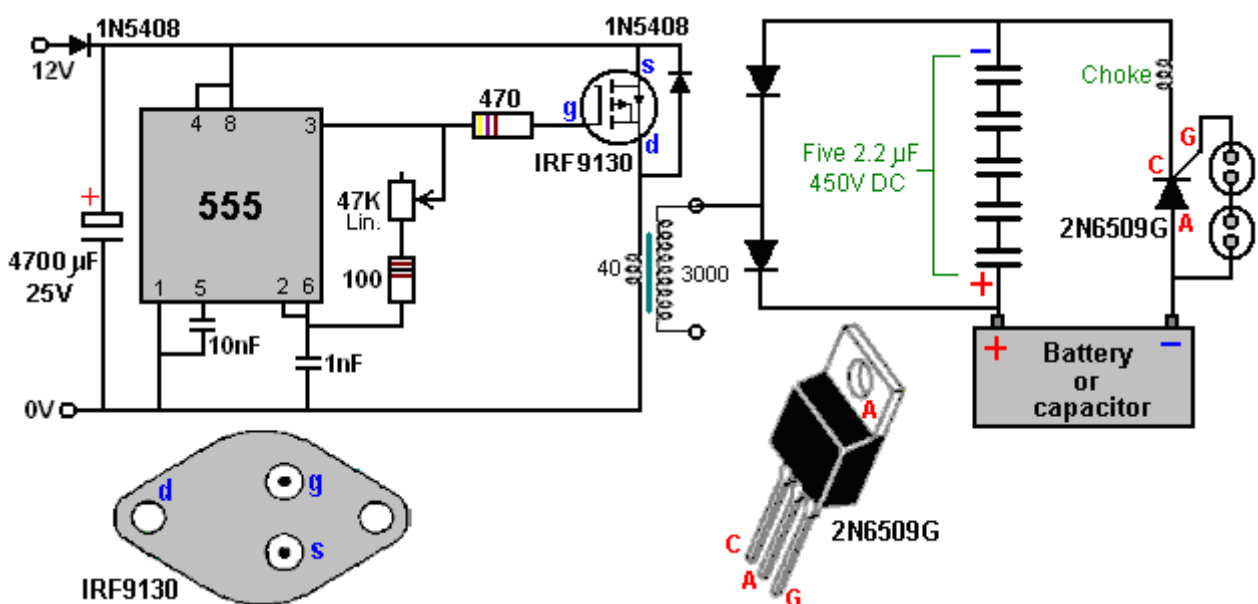 1N5408
12V
4 8 3
555
1 5 2 6
+
4700 µF
25V
10nF
1nF
0V
470
47K
Lin.
100
1N5408
s
g
d
IRF9130
40
3000
−
Five 2.2 µF
450V DC
+
Choke
G
C
A
2N6509G
+ −
Battery
or
capacitor
d
g
s
IRF9130
A
2N6509G
C
A
G